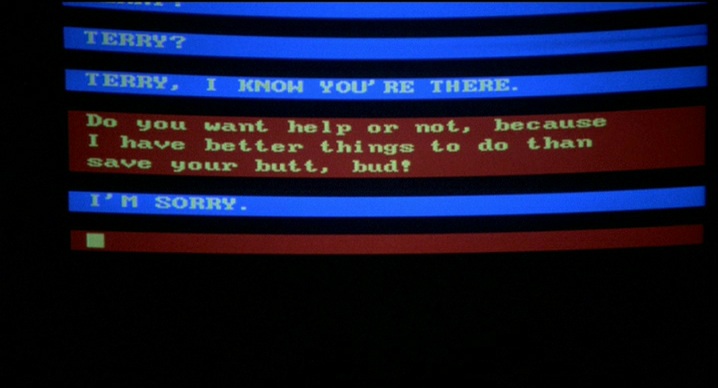 TERRY?
TERRY, I KNOW YOU'RE THERE.
Do you want help or not, because
I have better things to do than
save your butt, bud!
I'M SORRY.